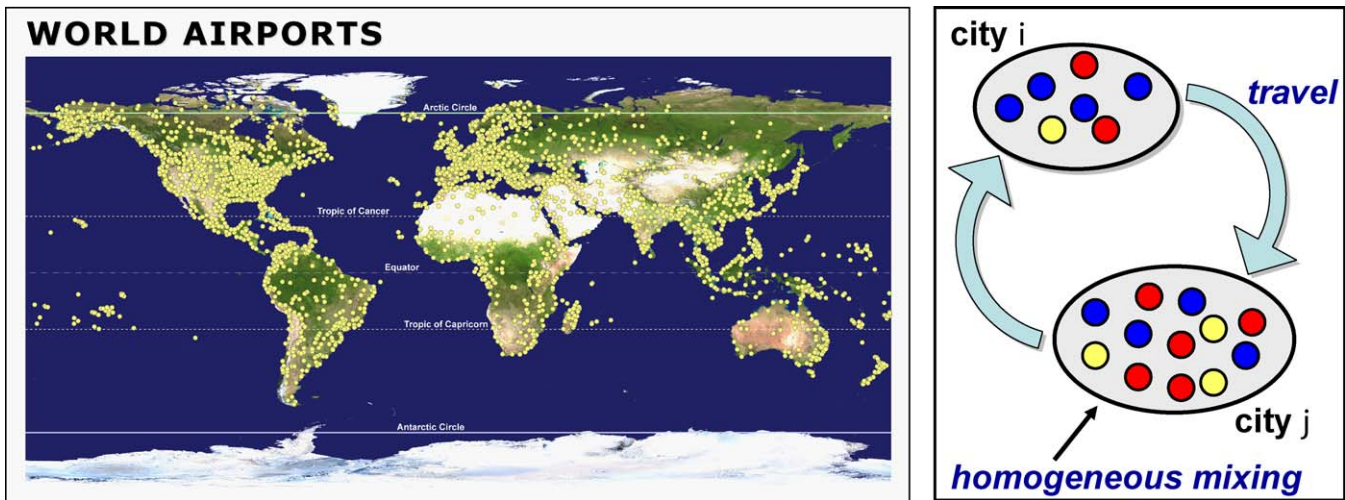 WORLD AIRPORTS
Arctic Circle
Tropic of Cancer
Equator
Tropic of Capricorn
Antarctic Circle
city i
travel
city j
homogeneous mixing